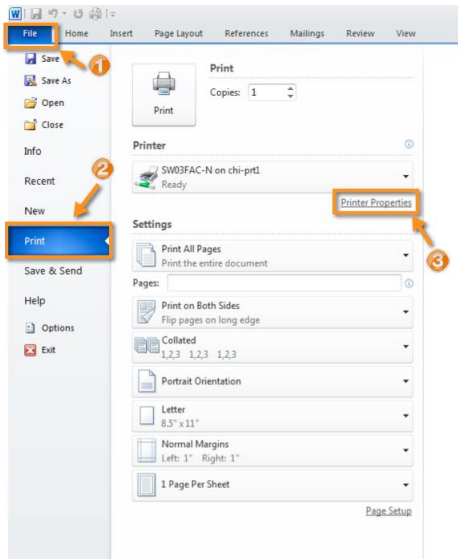 File Home Insert Page Layout References Mailings Review View
Save
1
Save As
Open
Close
Info
Recent
2
New
Print
Save & Send
Help
Options
Exit
Print
Print
Copies: 1
Printer
SW03FAC-N on chi-prt1
Ready
Printer Properties
3
Settings
Print All Pages
Print the entire document
Pages:
Print on Both Sides
Flip pages on long edge
Collated
1,2,3 1,2,3 1,2,3
Portrait Orientation
Letter
8.5" x 11"
Normal Margins
Left: 1" Right: 1"
1 Page Per Sheet
Page Setup